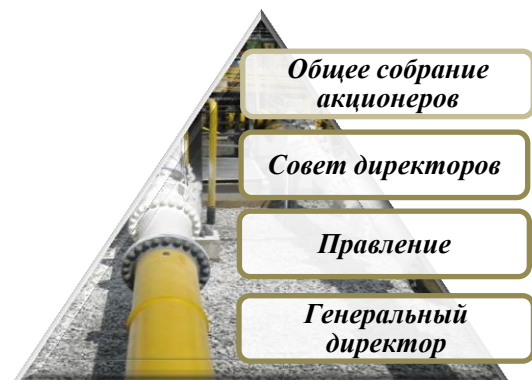 Общее собрание
акционеров
Совет директоров
Правление
Генеральный
директор